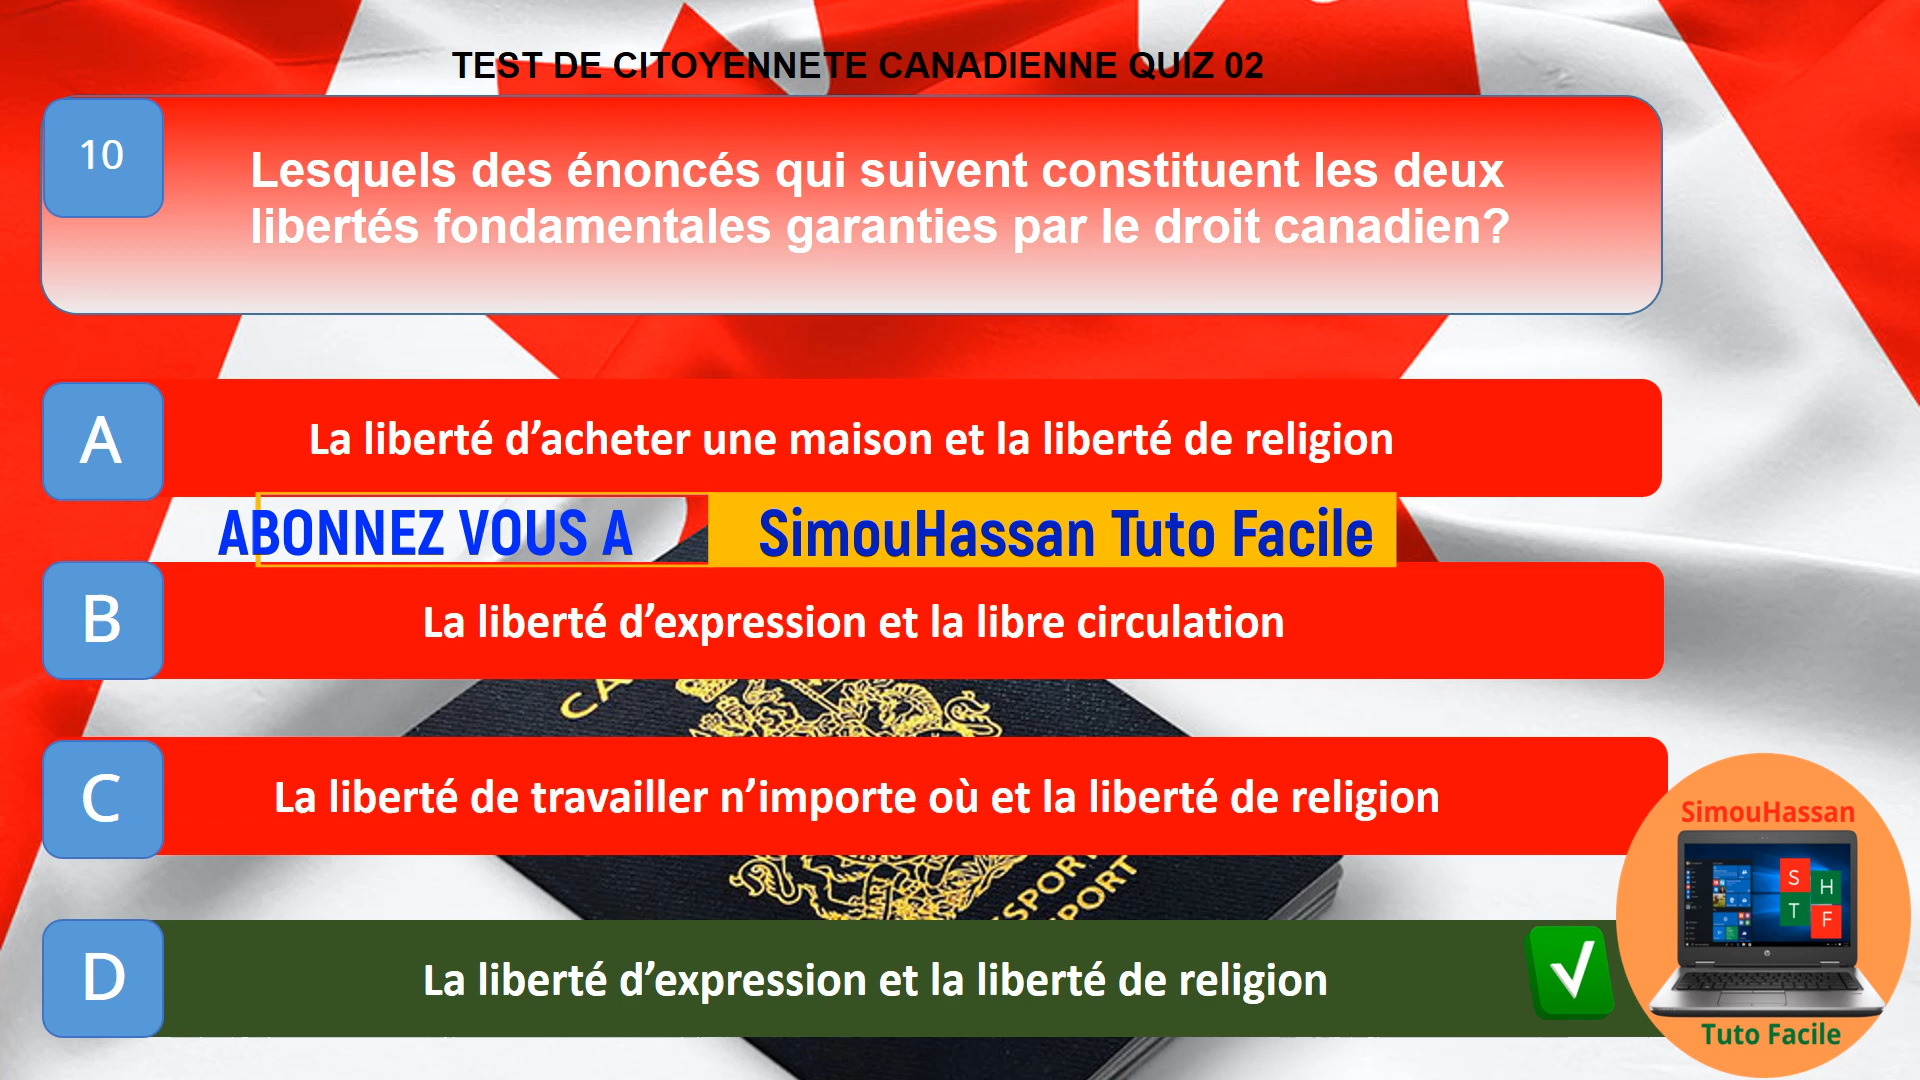 TEST DE CITOYENNETE CANADIENNE QUIZ 02
10
Lesquels des énoncés qui suivent constituent les deux
libertés fondamentales garanties par le droit canadien?
A
La liberté d’acheter une maison et la liberté de religion
ABONNEZ VOUS A SimouHassan Tuto Facile
B
La liberté d’expression et la libre circulation
C
La liberté de travailler n’importe où et la liberté de religion
D
La liberté d’expression et la liberté de religion
SimouHassan
S H
T F
Tuto Facile